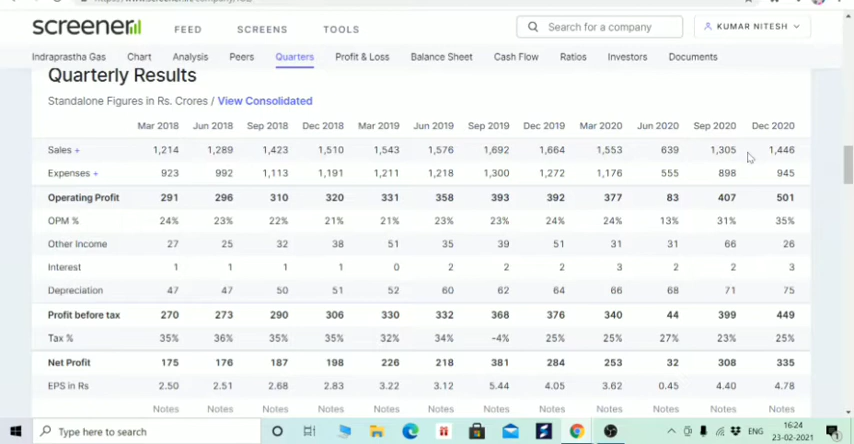 screener
FEED SCREENS TOOLS
Search for a company
KUMAR NITESH
Indraprastha Gas Chart Analysis Peers Quarters Profit & Loss Balance Sheet Cash Flow Ratios Investors Documents
Quarterly Results
Standalone Figures in Rs. Crores / View Consolidated
Mar 2018 Jun 2018 Sep 2018 Dec 2018 Mar 2019 Jun 2019 Sep 2019 Dec 2019 Mar 2020 Jun 2020 Sep 2020 Dec 2020
Sales + 1,214 1,289 1,423 1,510 1,543 1,576 1,692 1,664 1,553 639 1,305 1,446
Expenses + 923 992 1,113 1,191 1,211 1,218 1,300 1,272 1,176 555 898 945
Operating Profit 291 296 310 320 331 358 393 392 377 83 407 501
OPM % 24% 23% 22% 21% 21% 23% 23% 24% 24% 13% 31% 35%
Other Income 27 25 32 38 51 35 39 51 31 31 66 26
Interest 1 1 1 1 0 2 2 2 3 2 2 3
Depreciation 47 47 50 51 52 60 62 64 66 68 71 75
Profit before tax 270 273 290 306 330 332 368 376 340 44 399 449
Tax % 35% 36% 35% 35% 32% 34% -4% 25% 25% 27% 23% 25%
Net Profit 175 176 187 198 226 218 381 284 253 32 308 335
EPS in Rs 2.50 2.51 2.68 2.83 3.22 3.12 5.44 4.05 3.62 0.45 4.40 4.78
Notes Notes Notes Notes Notes Notes Notes Notes Notes Notes Notes Notes
Type here to search
ENG
16:24
23-02-2021